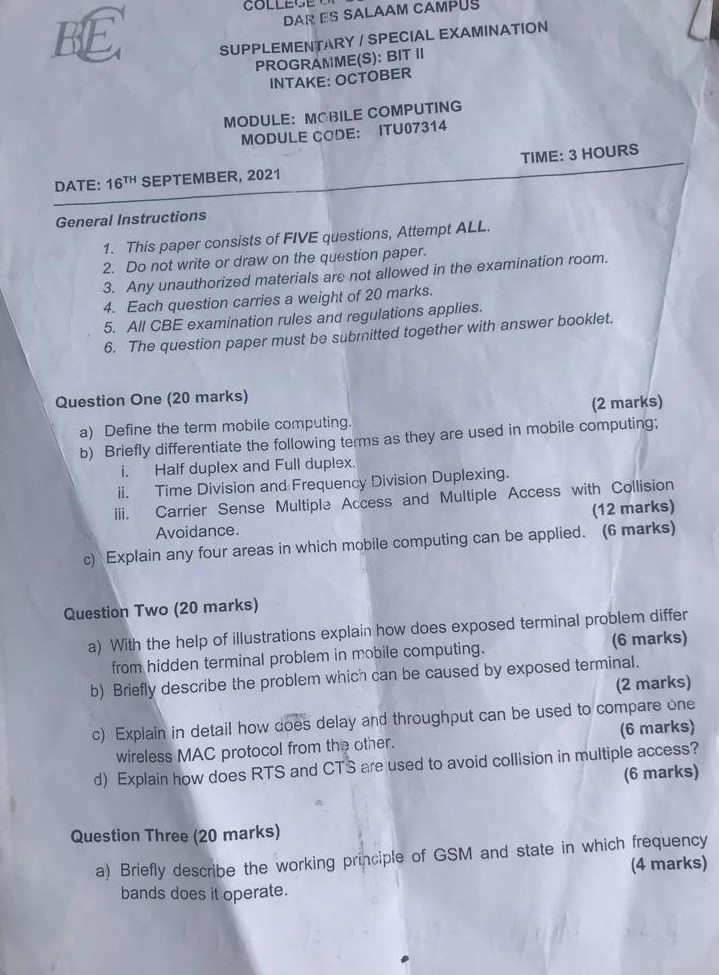 CBE
COLLEGE
DAR ES SALAAM CAMPUS
SUPPLEMENTARY / SPECIAL EXAMINATION
PROGRAMME(S): BIT II
INTAKE: OCTOBER
MODULE: MOBILE COMPUTING
MODULE CODE: ITU07314
TIME: 3 HOURS
DATE: 16TH SEPTEMBER, 2021
General Instructions
1. This paper consists of FIVE questions, Attempt ALL.
2. Do not write or draw on the question paper.
3. Any unauthorized materials are not allowed in the examination room.
4. Each question carries a weight of 20 marks.
5. All CBE examination rules and regulations applies.
6. The question paper must be submitted together with answer booklet.
Question One (20 marks)
a) Define the term mobile computing. (2 marks)
b) Briefly differentiate the following terms as they are used in mobile computing;
i. Half duplex and Full duplex.
ii. Time Division and Frequency Division Duplexing.
iii. Carrier Sense Multiple Access and Multiple Access with Collision
Avoidance. (12 marks)
c) Explain any four areas in which mobile computing can be applied. (6 marks)
Question Two (20 marks)
a) With the help of illustrations explain how does exposed terminal problem differ
from hidden terminal problem in mobile computing. (6 marks)
b) Briefly describe the problem which can be caused by exposed terminal.
(2 marks)
c) Explain in detail how does delay and throughput can be used to compare one
wireless MAC protocol from the other. (6 marks)
d) Explain how does RTS and CTS are used to avoid collision in multiple access?
(6 marks)
Question Three (20 marks)
a) Briefly describe the working principle of GSM and state in which frequency
bands does it operate. (4 marks)